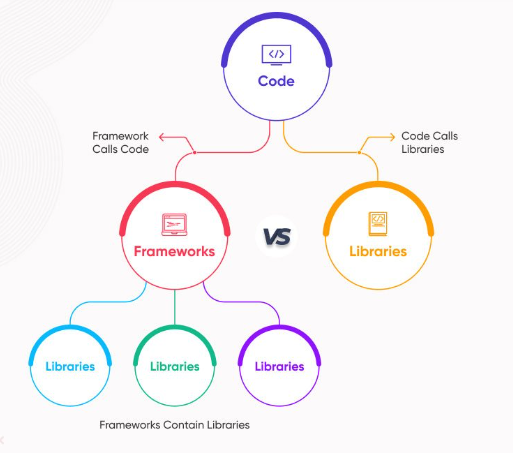 </>
Code
Framework
Calls Code
Code Calls
Libraries
</>
Frameworks
VS
Libraries
Libraries
Libraries
Libraries
Frameworks Contain Libraries